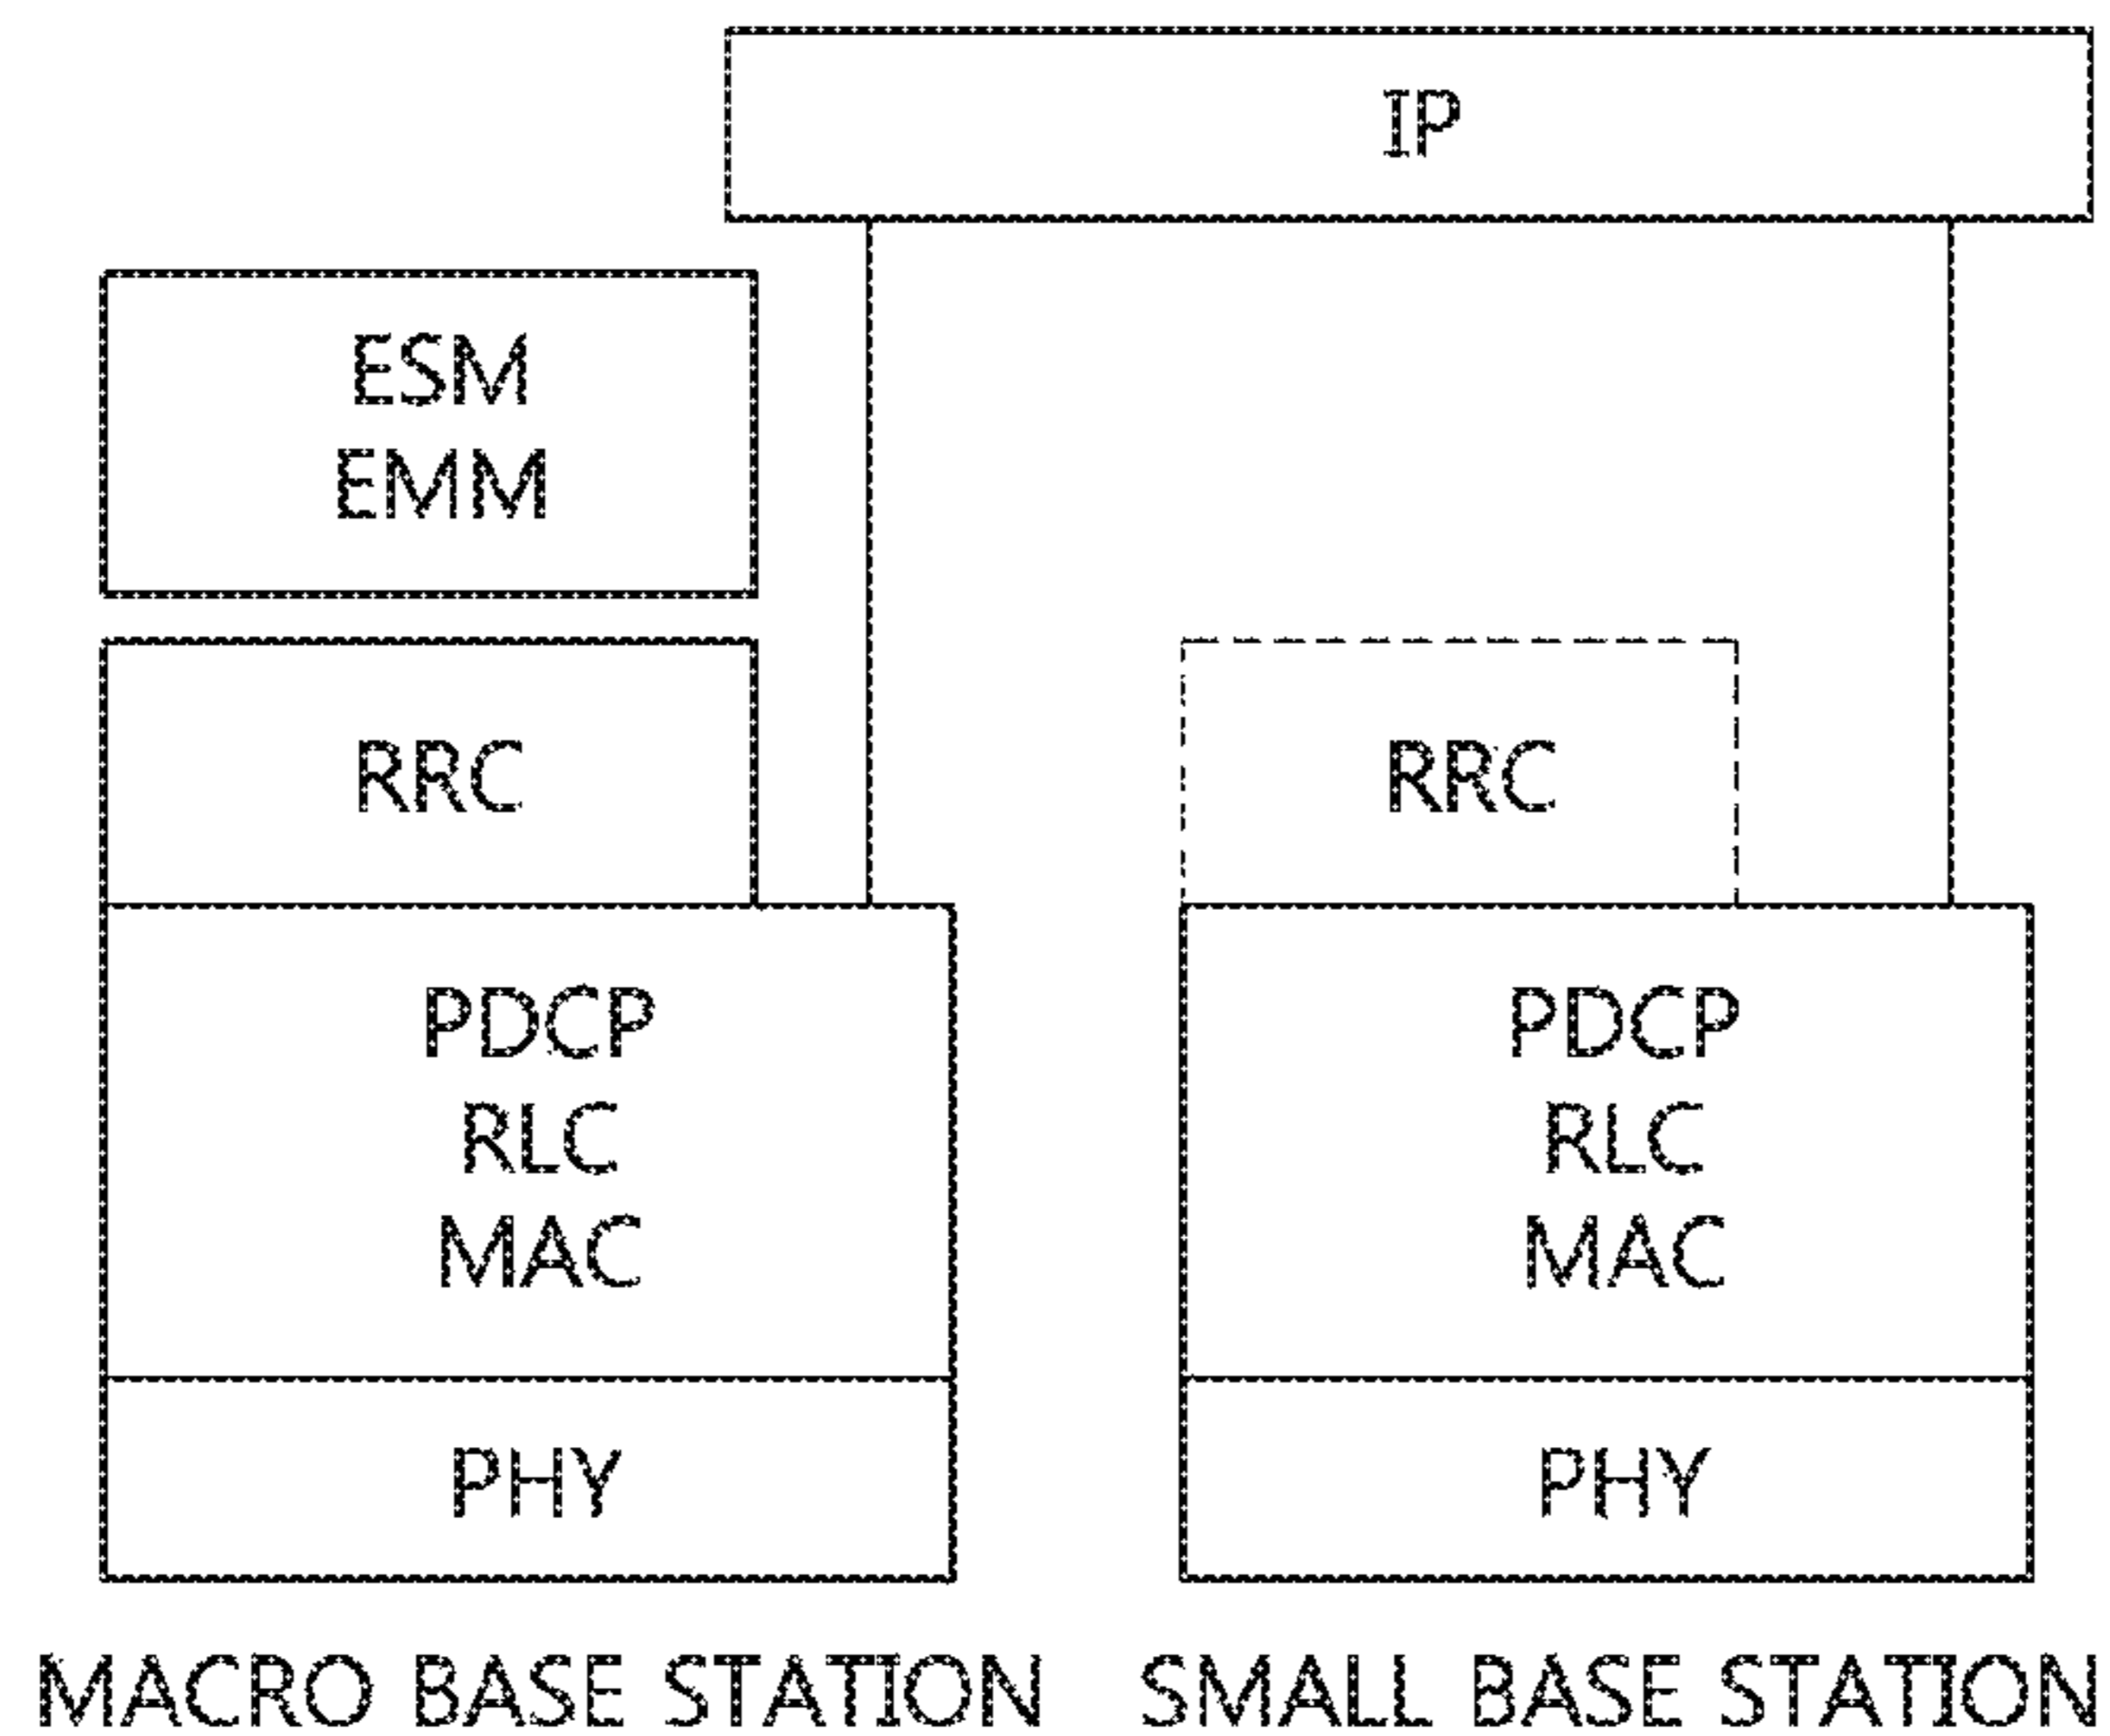 IP
ESM
EMM
RRC
RRC
PDCP
RLC
MAC
PDCP
RLC
MAC
PHY
PHY
MACRO BASE STATION
SMALL BASE STATION